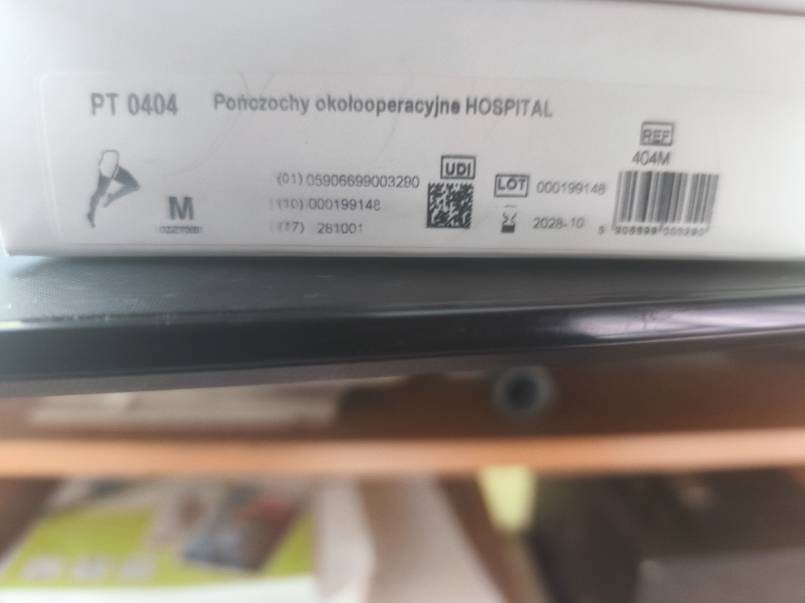 PT 0404 Pończochy okołooperacyjne HOSPITAL
REF
404M
UDI
(01) 05906699003290
LOT 000199148
M
(10) 000199148
(17) 281001
2028-10